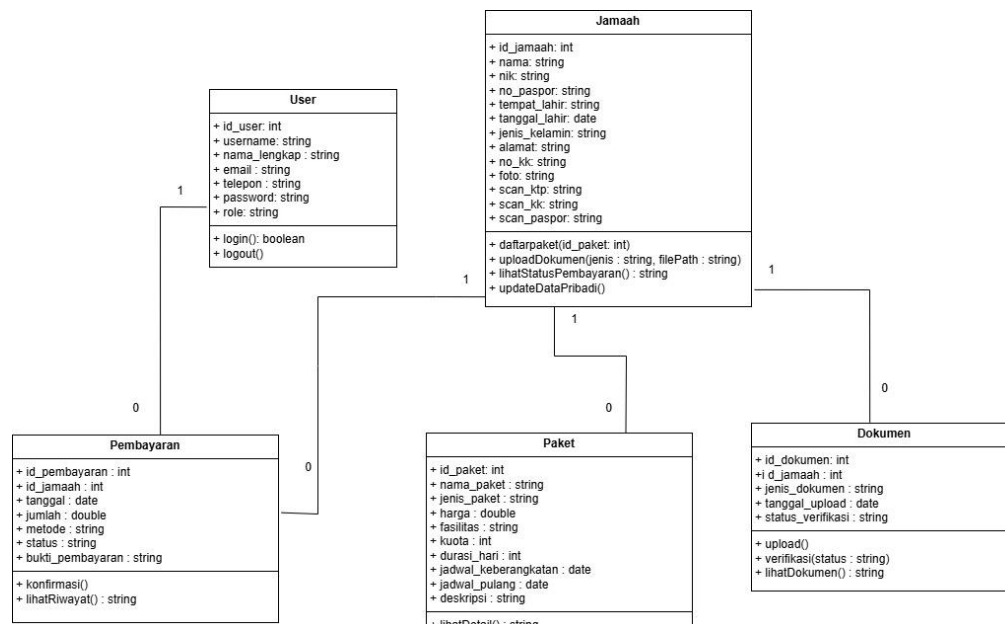 Jamaah
+ id_jamaah: int
+ nama: string
+ nik: string
+ no_paspor: string
+ tempat_lahir: string
+ tanggal_lahir: date
+ jenis_kelamin: string
+ alamat: string
+ no_kk: string
+ foto: string
+ scan_ktp: string
+ scan_kk: string
+ scan_paspor: string
+ daftarpaket(id_paket: int)
+ uploadDokumen(jenis : string, filePath : string)
+ lihatStatusPembayaran() : string
+ updateDataPribadi()
User
+ id_user: int
+ username: string
+ nama_lengkap : string
+ email : string
+ telepon : string
+ password: string
+ role: string
+ login(): boolean
+ logout()
1
1
1
1
0
0
0
0
Pembayaran
+ id_pembayaran : int
+ id_jamaah : int
+ tanggal : date
+ jumlah : double
+ metode : string
+ status : string
+ bukti_pembayaran : string
+ konfirmasi()
+ lihatRiwayat() : string
Paket
+ id_paket: int
+ nama_paket : string
+ jenis_paket : string
+ harga : double
+ fasilitas : string
+ kuota : int
+ durasi_hari : int
+ jadwal_keberangkatan : date
+ jadwal_pulang : date
+ deskripsi : string
+ lihatDetail() : string
Dokumen
+ id_dokumen: int
+i d_jamaah : int
+ jenis_dokumen : string
+ tanggal_upload : date
+ status_verifikasi : string
+ upload()
+ verifikasi(status : string)
+ lihatDokumen() : string